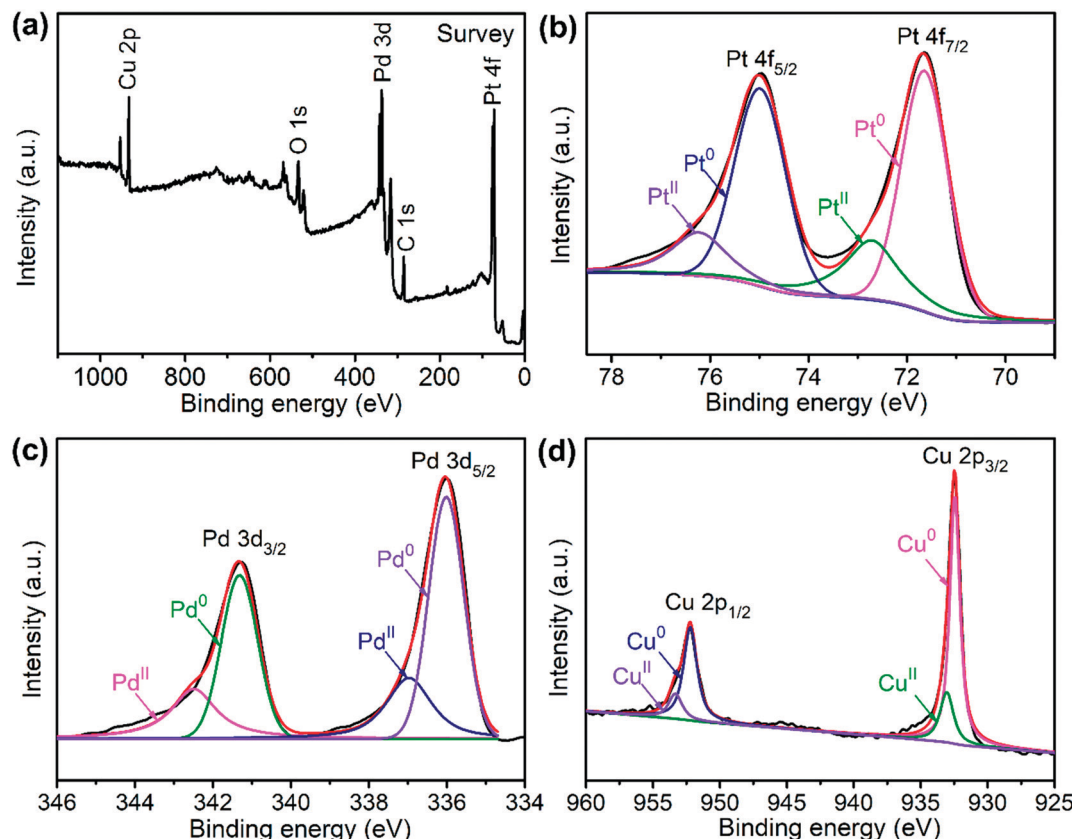 (a)
Survey
Cu 2p
O 1s
C 1s
Pd 3d
Pt 4f
Intensity (a.u.)
1000 800 600 400 200 0
Binding energy (eV)
(b)
Pt 4f5/2
Pt 4f7/2
Pt0
PtII
Pt0
PtII
Intensity (a.u.)
78 76 74 72 70
Binding energy (eV)
(c)
Pd 3d5/2
Pd 3d3/2
Pd0
PdII
Pd0
PdII
Intensity (a.u.)
346 344 342 340 338 336 334
Binding energy (eV)
(d)
Cu 2p3/2
Cu 2p1/2
Cu0
CuII
Cu0
CuII
Intensity (a.u.)
960 955 950 945 940 935 930 925
Binding energy (eV)